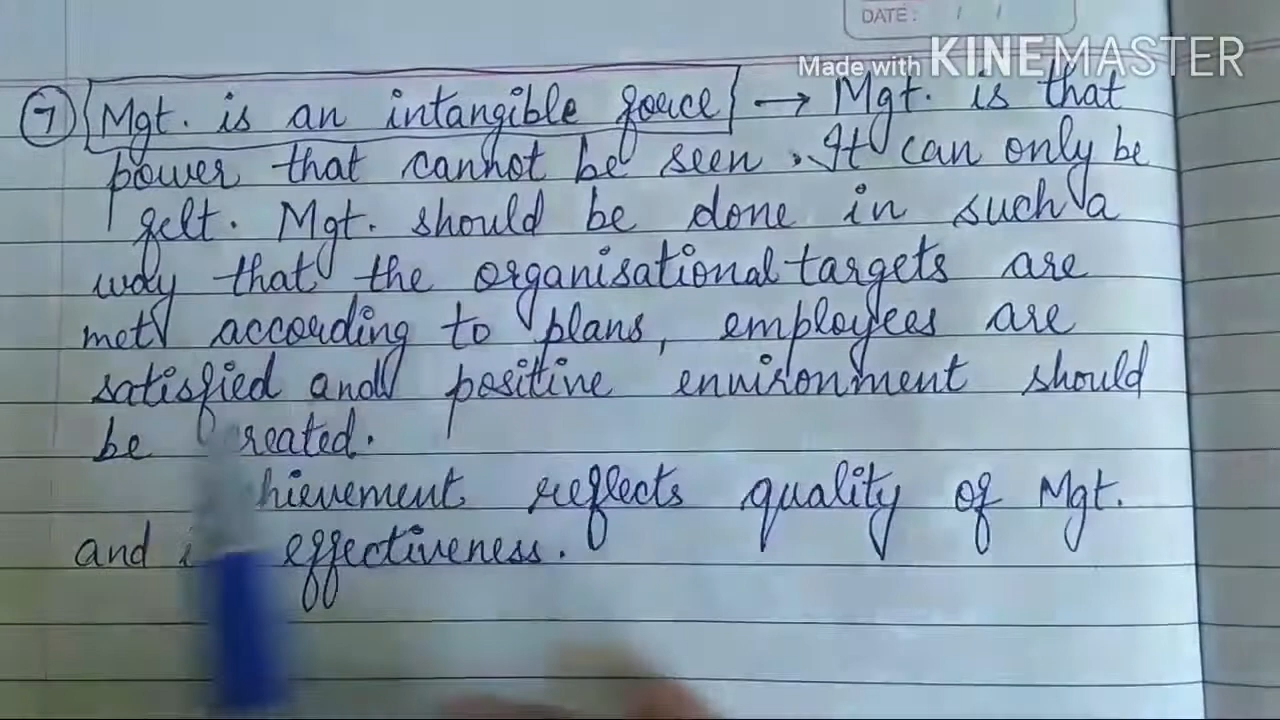 DATE: / /
Made with KINEMASTER
7 Mgt. is an intangible force → Mgt. is that
power that cannot be seen. It can only be
felt. Mgt. should be done in such a
way that the organisational targets are
met according to plans, employees are
satisfied and positive environment should
be reated.
hievement reflects quality of Mgt.
and effectiveness.